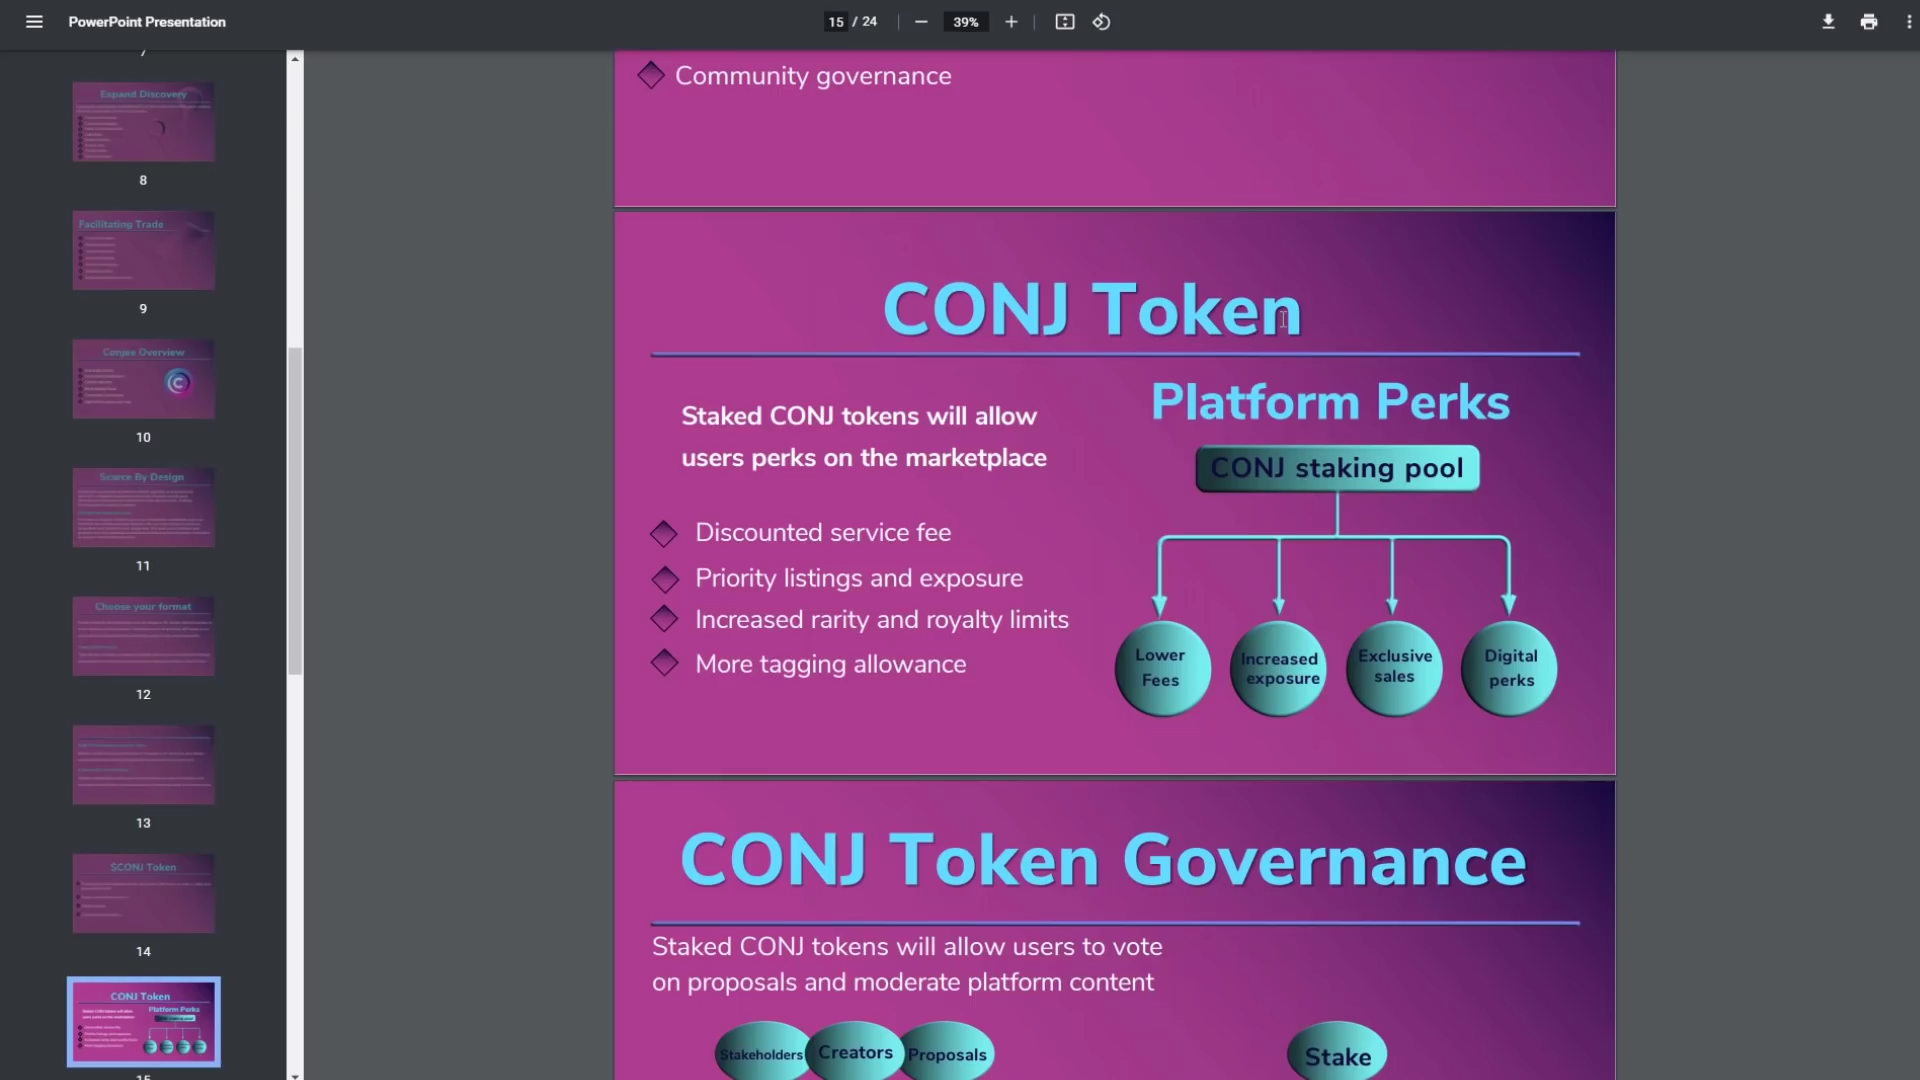 PowerPoint Presentation
15 / 24
39%
7
Expand Discovery
8
Facilitating Trade
9
Conjee Overview
10
Scarce By Design
11
Choose your format
12
13
SCONJ Token
14
CONJ Token
Platform Perks
15
Community governance
CONJ Token
Staked CONJ tokens will allow
users perks on the marketplace
Discounted service fee
Priority listings and exposure
Increased rarity and royalty limits
More tagging allowance
Platform Perks
CONJ staking pool
Lower
Fees
Increased
exposure
Exclusive
sales
Digital
perks
CONJ Token Governance
Staked CONJ tokens will allow users to vote
on proposals and moderate platform content
Stakeholders
Creators
Proposals
Stake